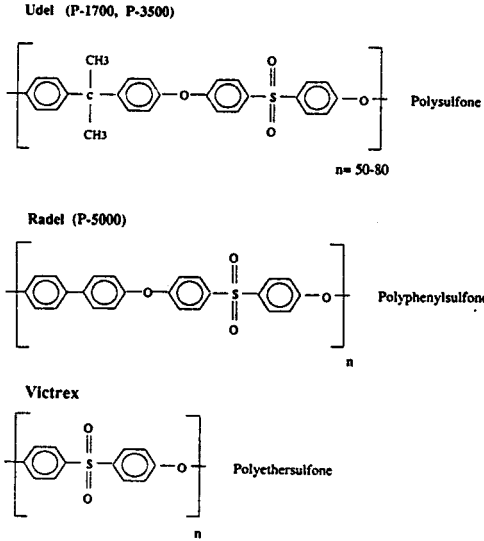 Udel (P-1700, P-3500)
CH3
O
C
O
S
O
Polysulfone
CH3
O
n= 50-80
Radel (P-5000)
O
O
S
O
Polyphenylsulfone
O
n
Victrex
O
S
O
Polyethersulfone
O
n